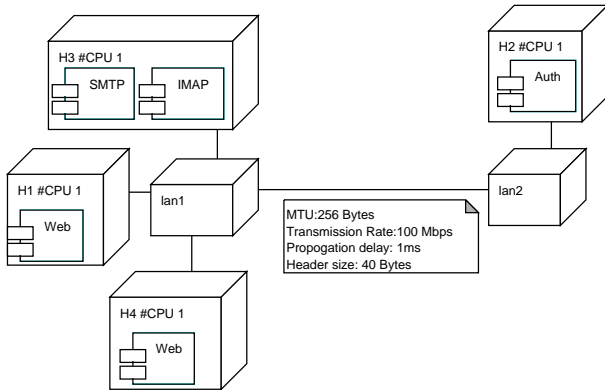 H3 #CPU 1
SMTP
IMAP
H2 #CPU 1
Auth
H1 #CPU 1
Web
lan1
lan2
MTU:256 Bytes
Transmission Rate:100 Mbps
Propogation delay: 1ms
Header size: 40 Bytes
H4 #CPU 1
Web